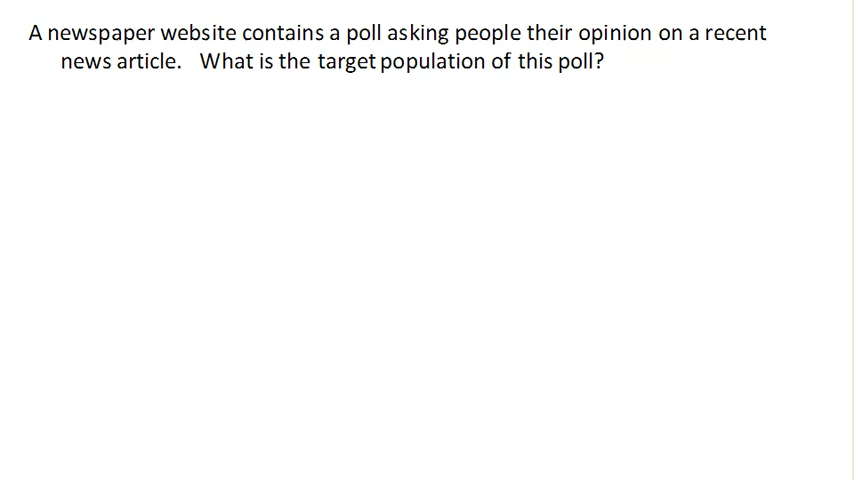 A newspaper website contains a poll asking people their opinion on a recent
news article. What is the target population of this poll?